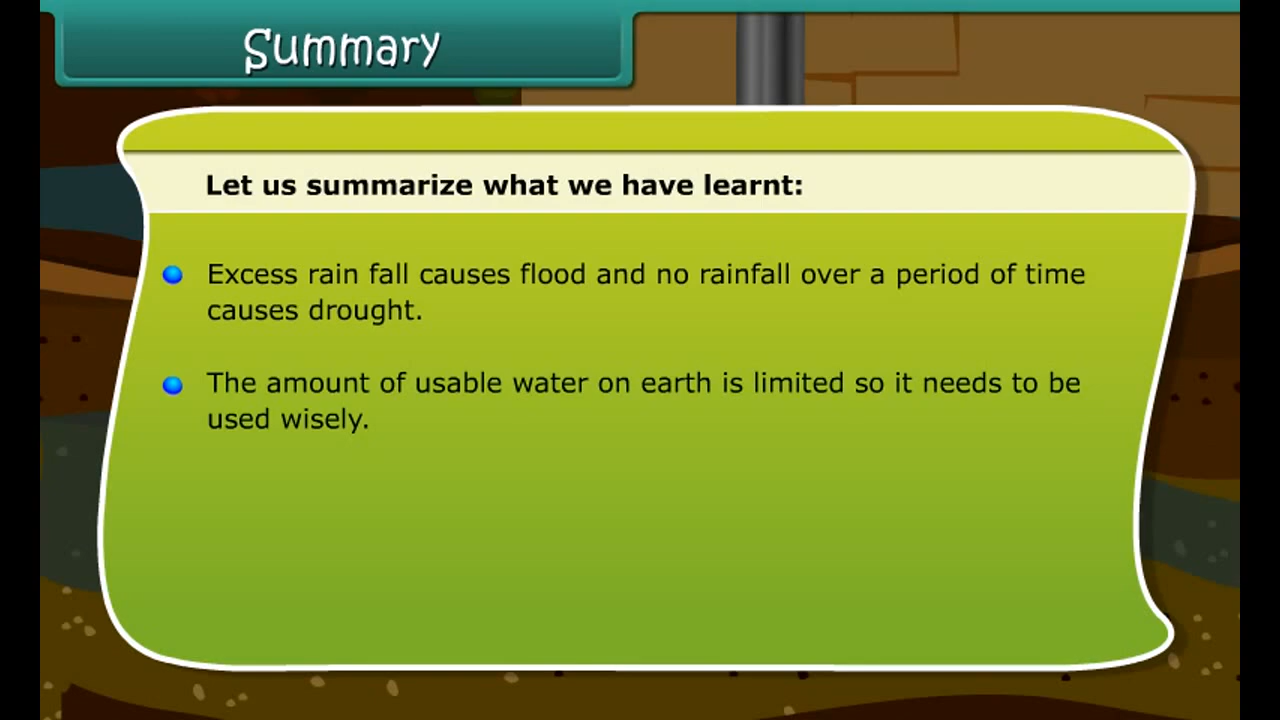 Summary
Let us summarize what we have learnt:
Excess rain fall causes flood and no rainfall over a period of time
causes drought.
The amount of usable water on earth is limited so it needs to be
used wisely.